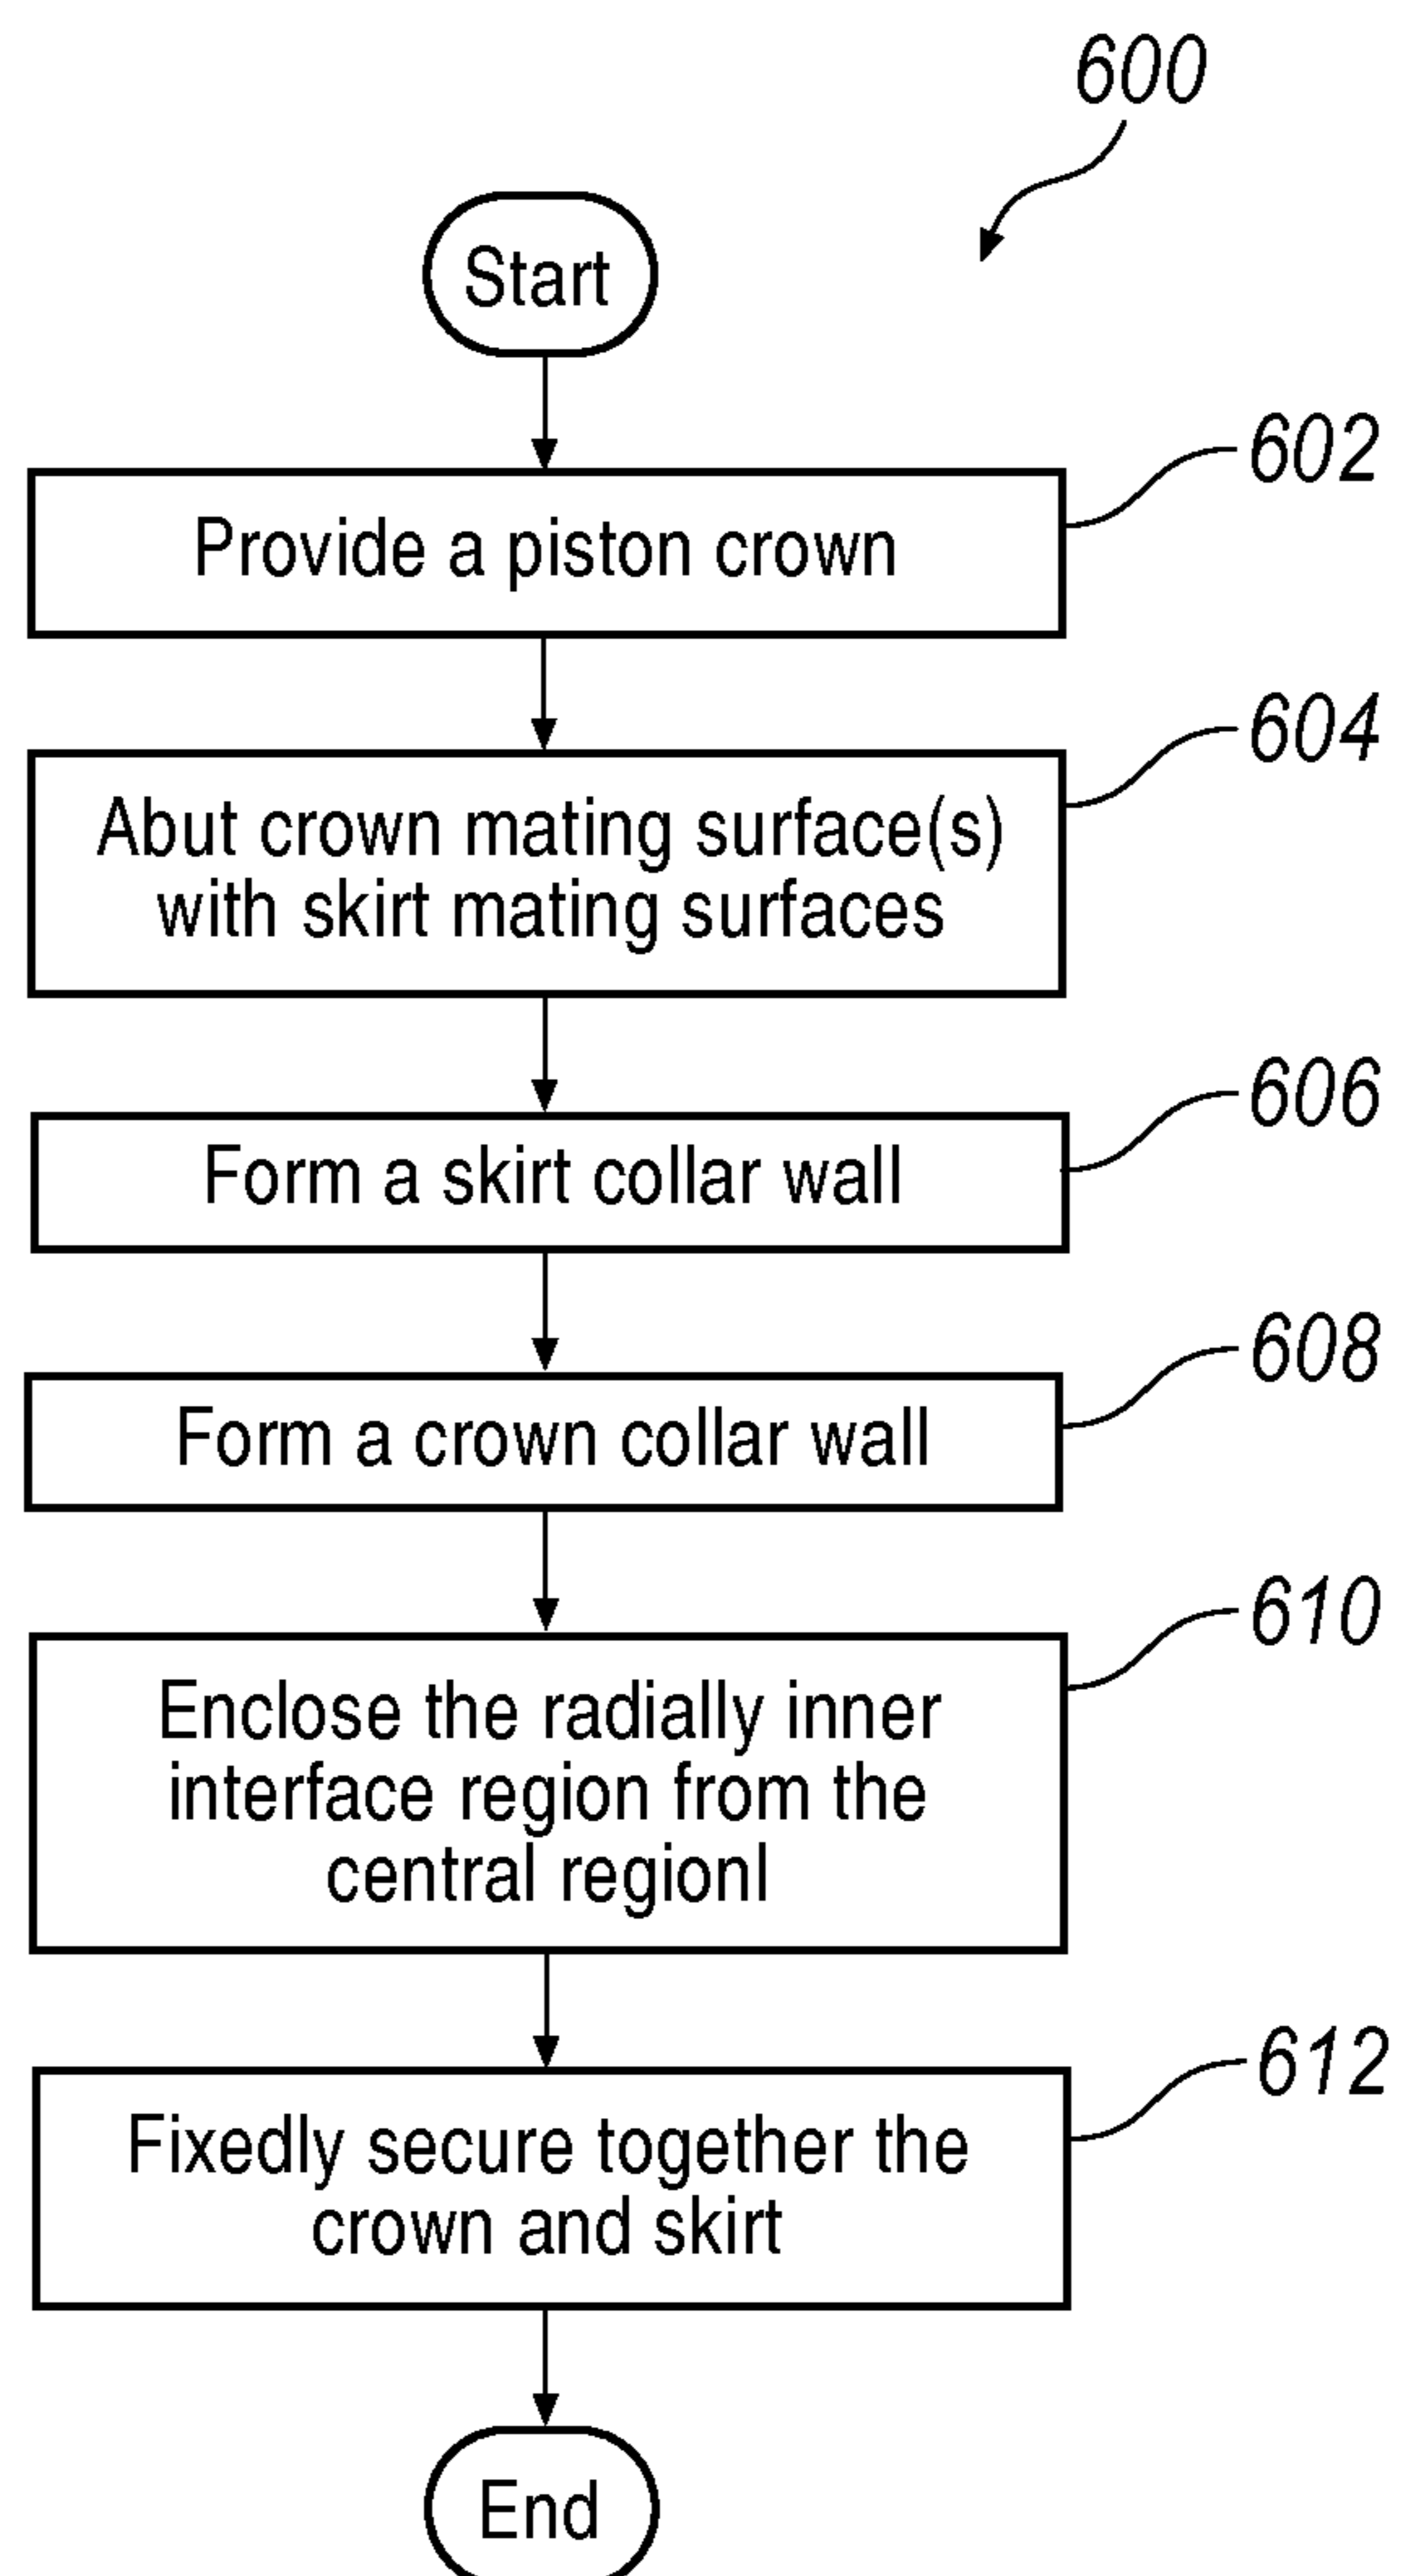 600
Start
602
Provide a piston crown
604
Abut crown mating surface(s)
with skirt mating surfaces
606
Form a skirt collar wall
608
Form a crown collar wall
610
Enclose the radially inner
interface region from the
central regionl
612
Fixedly secure together the
crown and skirt
End